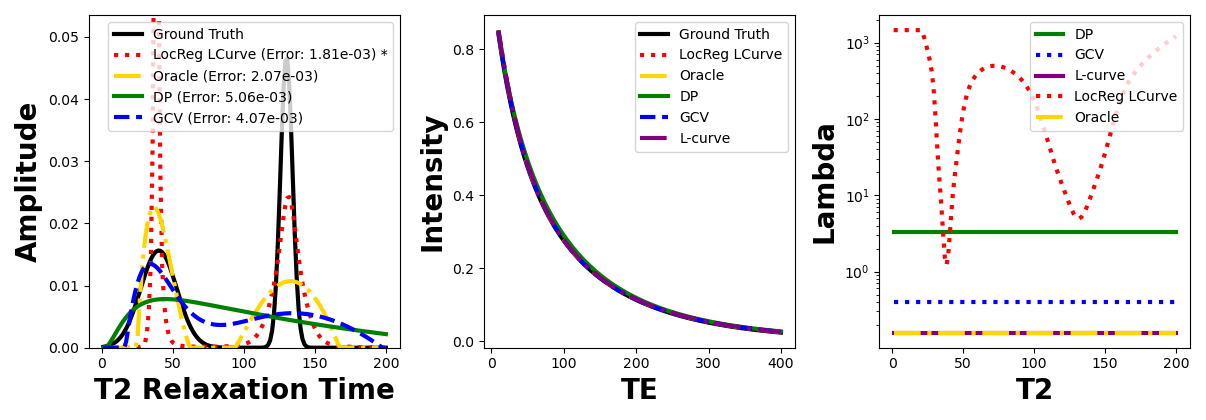 Amplitude
0.05
0.04
0.03
0.02
0.01
0.00
Ground Truth
LocReg LCurve (Error: 1.81e-03) *
Oracle (Error: 2.07e-03)
DP (Error: 5.06e-03)
GCV (Error: 4.07e-03)
0 50 100 150 200
T2 Relaxation Time
Intensity
0.8
0.6
0.4
0.2
0.0
Ground Truth
LocReg LCurve
Oracle
DP
GCV
L-curve
0 100 200 300 400
TE
Lambda
10³
10²
10¹
10⁰
DP
GCV
L-curve
LocReg LCurve
Oracle
0 50 100 150 200
T2